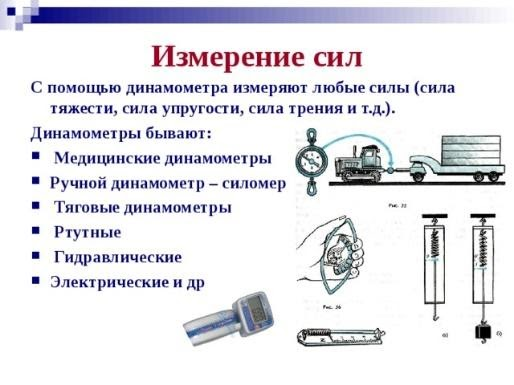 Измерение сил
С помощью динамометра измеряют любые силы (сила
тяжести, сила упругости, сила трения и т.д.).
Динамометры бывают:
Медицинские динамометры
Ручной динамометр – силомер
Тяговые динамометры
Ртутные
Гидравлические
Электрические и др
Рис. 35
Рис. 36
а)
б)